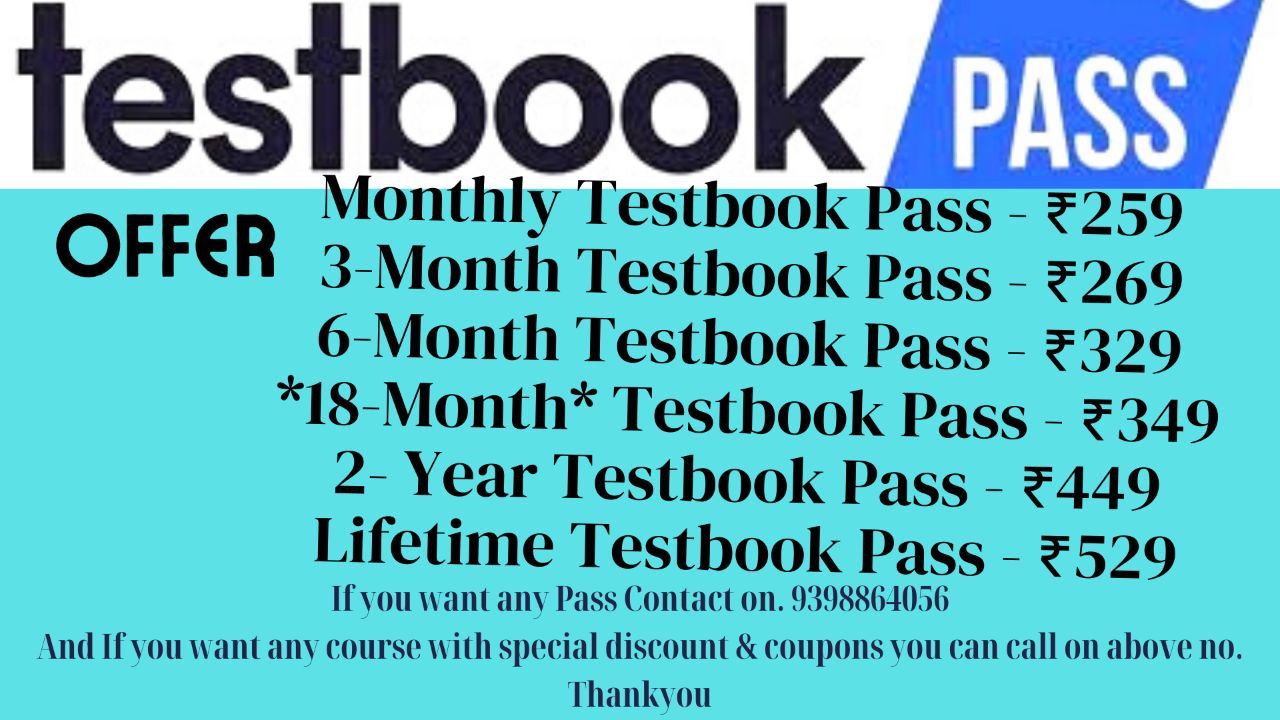 testbook PASS
OFFER
Monthly Testbook Pass - ₹259
3-Month Testbook Pass - ₹269
6-Month Testbook Pass - ₹329
*18-Month* Testbook Pass - ₹349
2- Year Testbook Pass - ₹449
Lifetime Testbook Pass - ₹529
If you want any Pass Contact on. 9398864056
And If you want any course with special discount & coupons you can call on above no.
Thankyou